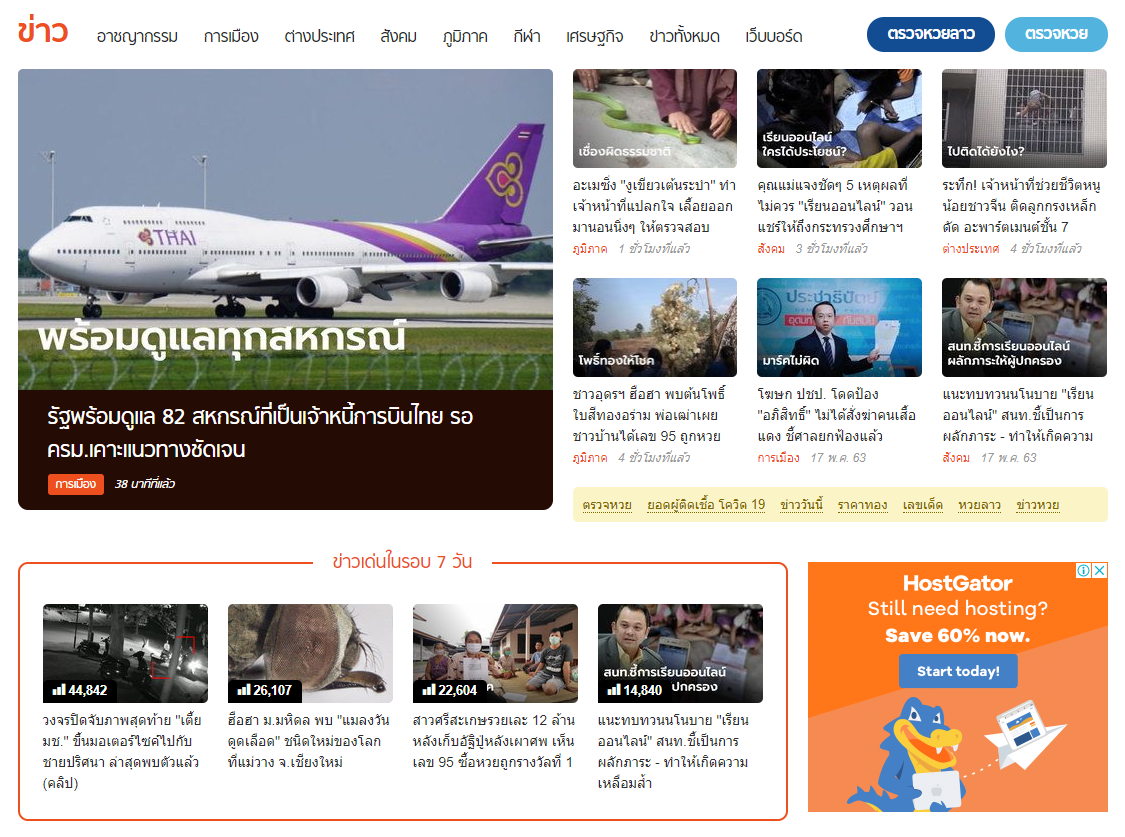 ข่าว
อาชญากรรม การเมือง ต่างประเทศ สังคม ภูมิภาค กีฬา เศรษฐกิจ ข่าวทั้งหมด เว็บบอร์ด
ตรวจหวยลาว
ตรวจหวย
THAI
พร้อมดูแลทุกสหกรณ์
รัฐพร้อมดูแล 82 สหกรณ์ที่เป็นเจ้าหนี้การบินไทย รอ
ครม.เคาะแนวทางชัดเจน
การเมือง 38 นาทีที่แล้ว
เชื่องผิดธรรมชาติ
อะเมซิ่ง "งูเขียวเต้นระบำ" ทำ
เจ้าหน้าที่แปลกใจ เลื้อยออก
มานอนนิ่งๆ ให้ตรวจสอบ
ภูมิภาค 1 ชั่วโมงที่แล้ว
เรียนออนไลน์
ใครได้ประโยชน์?
คุณแม่แจงชัดๆ 5 เหตุผลที่
ไม่ควร "เรียนออนไลน์" วอน
แชร์ให้ถึงกระทรวงศึกษาฯ
สังคม 3 ชั่วโมงที่แล้ว
ไปติดได้ยังไง?
ระทึก! เจ้าหน้าที่ช่วยชีวิตหนู
น้อยชาวจีน ติดลูกกรงเหล็ก
ดัด อะพาร์ตเมนต์ชั้น 7
ต่างประเทศ 4 ชั่วโมงที่แล้ว
โพธิ์ทองให้โชค
ชาวอุดรฯ ฮือฮา พบต้นโพธิ์
ใบสีทองอร่าม พ่อเฒ่าเผย
ชาวบ้านได้เลข 95 ถูกหวย
ภูมิภาค 4 ชั่วโมงที่แล้ว
ประชาธิปัตย์
มาร์คไม่ผิด
โฆษก ปชป. โดดป้อง
"อภิสิทธิ์" ไม่ได้สั่งฆ่าคนเสื้อ
แดง ชี้ศาลยกฟ้องแล้ว
การเมือง 17 พ.ค. 63
สนท.ชี้การเรียนออนไลน์
ผลักภาระให้ผู้ปกครอง
แนะทบทวนนโบาย "เรียน
ออนไลน์" สนท.ชี้เป็นการ
ผลักภาระ - ทำให้เกิดความ
สังคม 17 พ.ค. 63
ตรวจหวย ยอดผู้ติดเชื้อ โควิด 19 ข่าววันนี้ ราคาทอง เลขเด็ด หวยลาว ข่าวหวย
ข่าวเด่นในรอบ 7 วัน
44,842
วงจรปิดจับภาพสุดท้าย "เตี้ย
มช." ขึ้นมอเตอร์ไซค์ไปกับ
ชายปริศนา ล่าสุดพบตัวแล้ว
(คลิป)
26,107
ฮือฮา ม.มหิดล พบ "แมลงวัน
ดูดเลือด" ชนิดใหม่ของโลก
ที่แม่วาง จ.เชียงใหม่
22,604
สาวศรีสะเกษรวยเละ 12 ล้าน
หลังเก็บอัฐิปู่หลังเผาศพ เห็น
เลข 95 ซื้อหวยถูกรางวัลที่ 1
สนท.ชี้การเรียนออนไลน์
14,840 ปกครอง
แนะทบทวนนโบาย "เรียน
ออนไลน์" สนท.ชี้เป็นการ
ผลักภาระ - ทำให้เกิดความ
เหลื่อมล้ำ
HostGator
Still need hosting?
Save 60% now.
Start today!